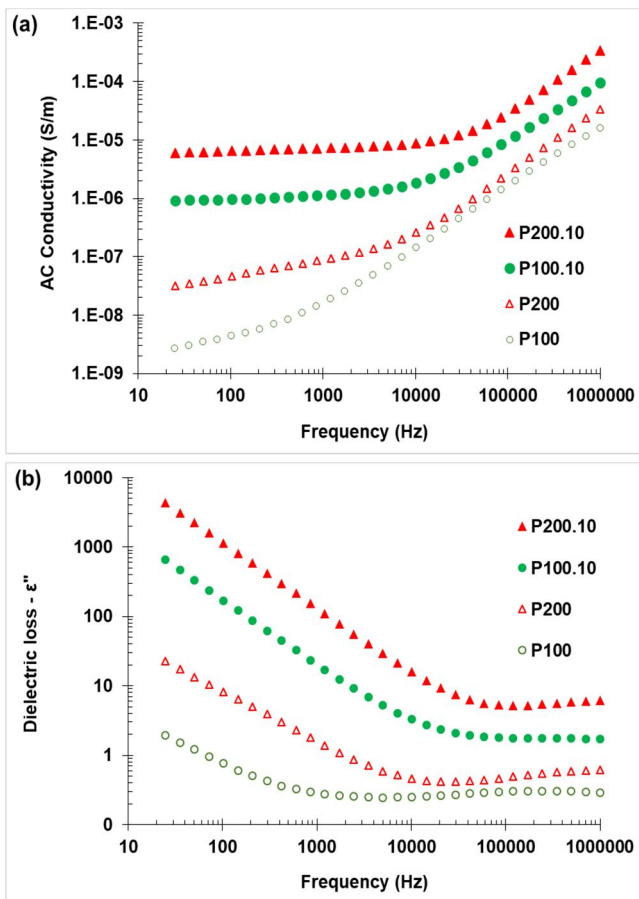 (a)
1.E-03
1.E-04
1.E-05
1.E-06
1.E-07
1.E-08
1.E-09
AC Conductivity (S/m)
P200.10
P100.10
P200
P100
10 100 1000 10000 100000 1000000
Frequency (Hz)
(b)
10000
1000
100
10
1
0
Dielectric loss - ε"
P200.10
P100.10
P200
P100
10 100 1000 10000 100000 1000000
Frequency (Hz)